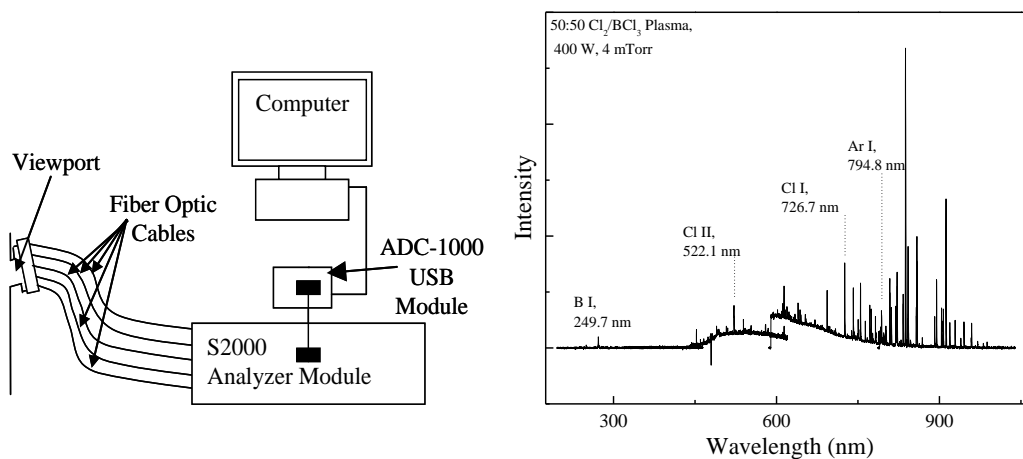 Computer
Viewport
Fiber Optic
Cables
ADC-1000
USB
Module
S2000
Analyzer Module
50:50 Cl₂/BCl₃ Plasma,
400 W, 4 mTorr
Ar I,
794.8 nm
Cl I,
726.7 nm
Cl II,
522.1 nm
B I,
249.7 nm
Intensity
300 600 900
Wavelength (nm)